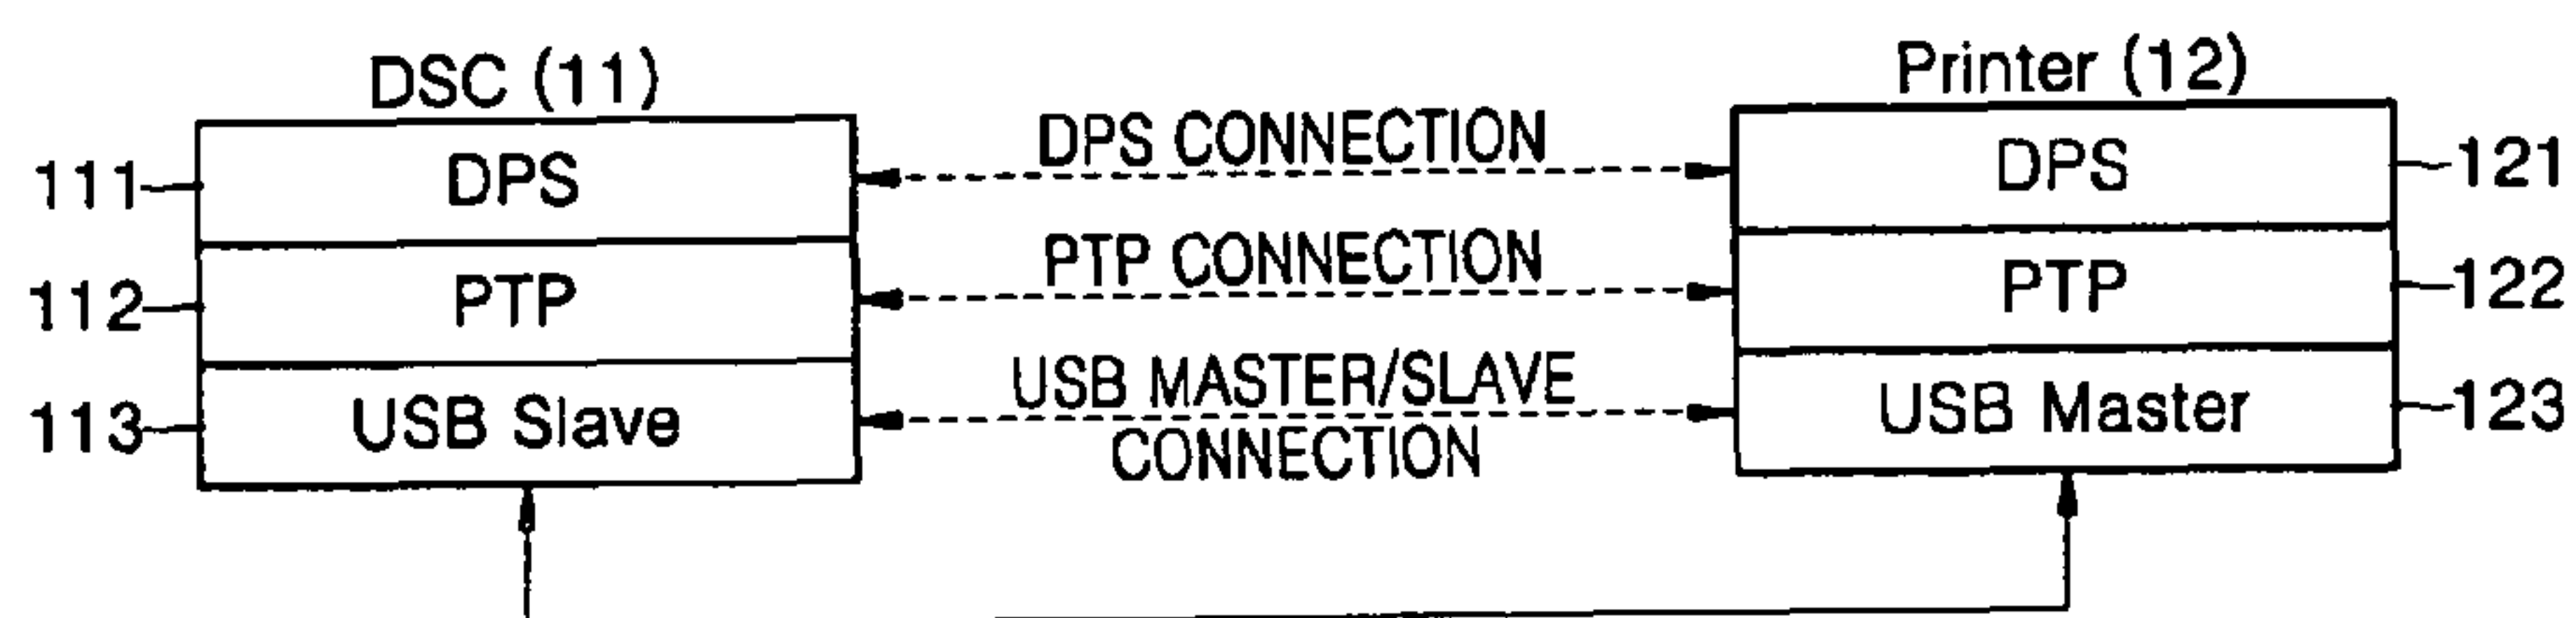 DSC (11)
Printer (12)
111
DPS
DPS CONNECTION
DPS
121
112
PTP
PTP CONNECTION
PTP
122
113
USB Slave
USB MASTER/SLAVE
CONNECTION
USB Master
123